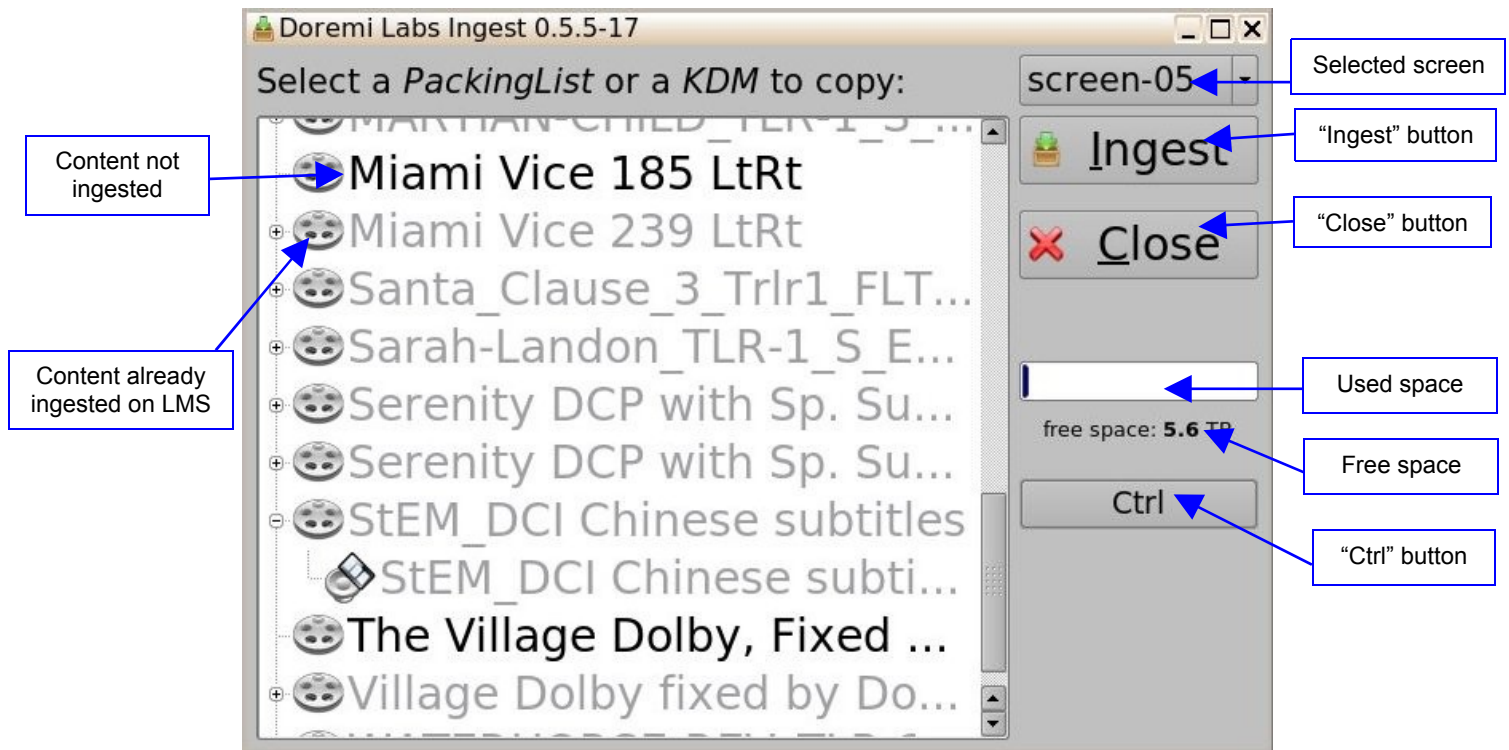 Doremi Labs Ingest 0.5.5-17
Select a PackingList or a KDM to copy:
screen-05
MARTIAN-CHILD_TLR-1_S_...
Miami Vice 185 LtRt
Miami Vice 239 LtRt
Santa_Clause_3_Trlr1_FLT...
Sarah-Landon_TLR-1_S_E...
Serenity DCP with Sp. Su...
Serenity DCP with Sp. Su...
StEM_DCI Chinese subtitles
StEM_DCI Chinese subti...
The Village Dolby, Fixed ...
Village Dolby fixed by Do...
Ingest
Close
free space: 5.6 TB
Ctrl
Content not
ingested
Content already
ingested on LMS
Selected screen
“Ingest” button
“Close” button
Used space
Free space
“Ctrl” button